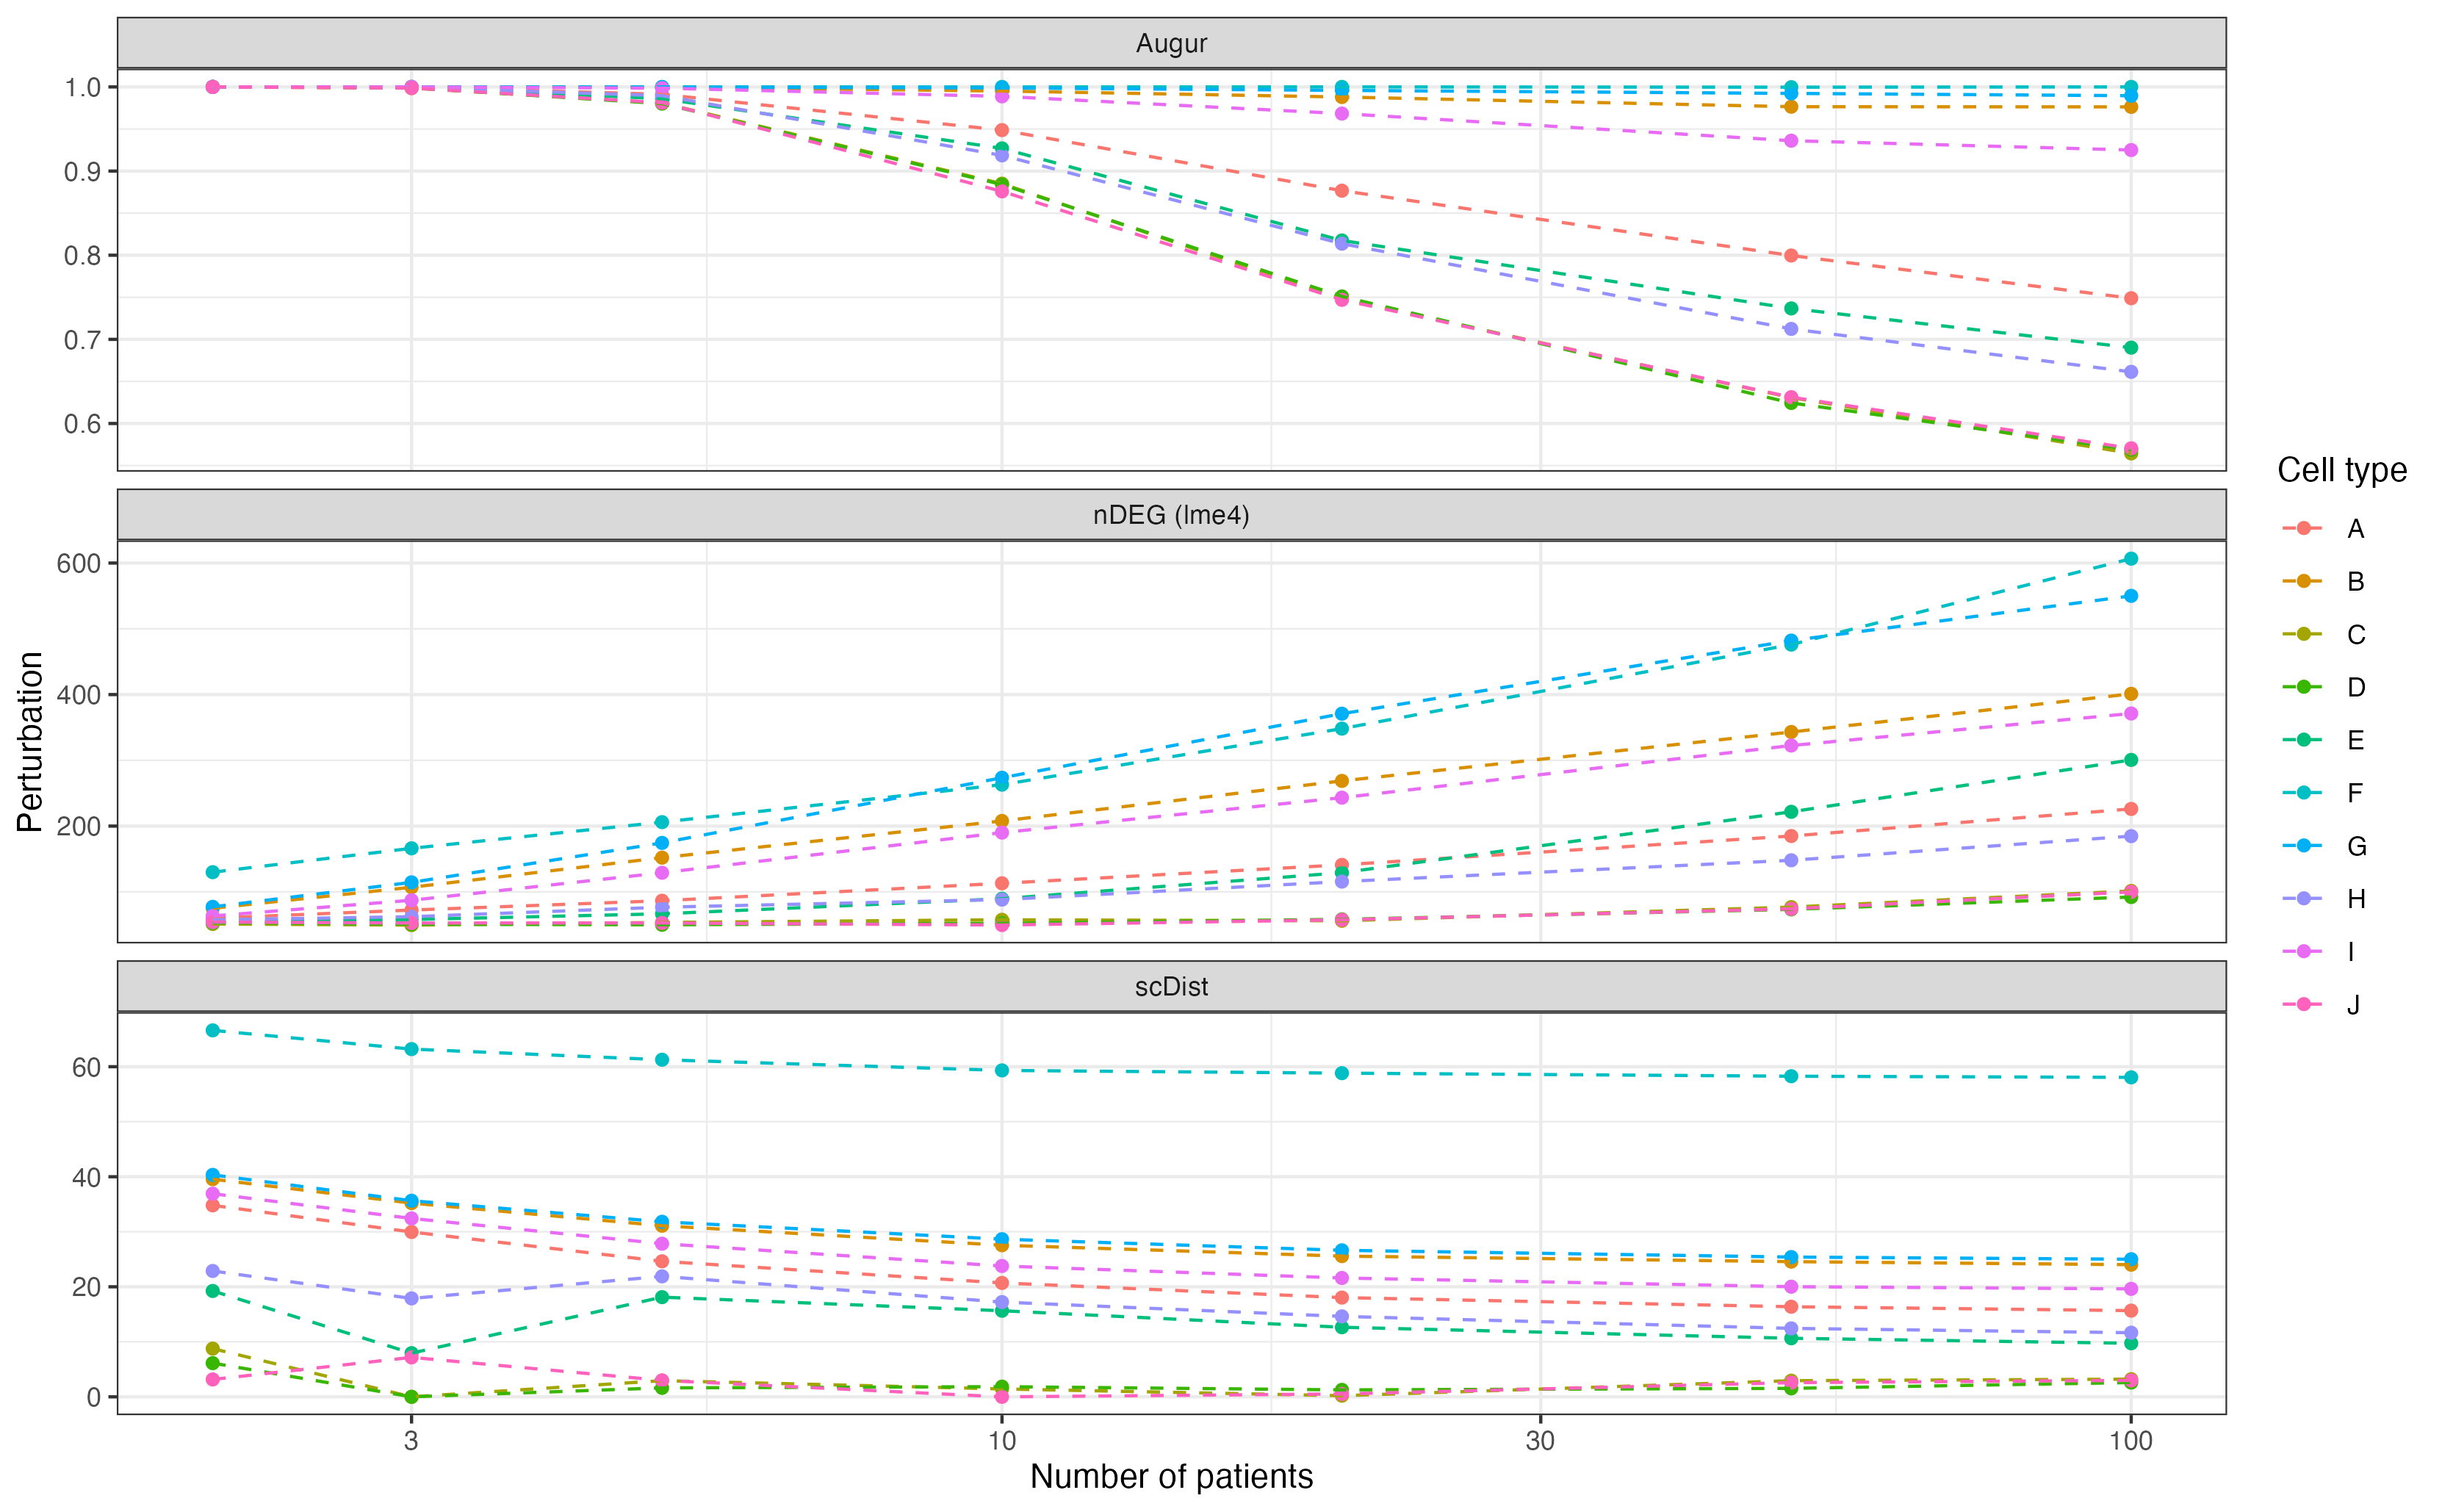 Augur
1.0
0.9
0.8
0.7
0.6
nDEG (lme4)
600
400
200
scDist
60
40
20
0
3 10 30 100
Number of patients
Perturbation
Cell type
A
B
C
D
E
F
G
H
I
J